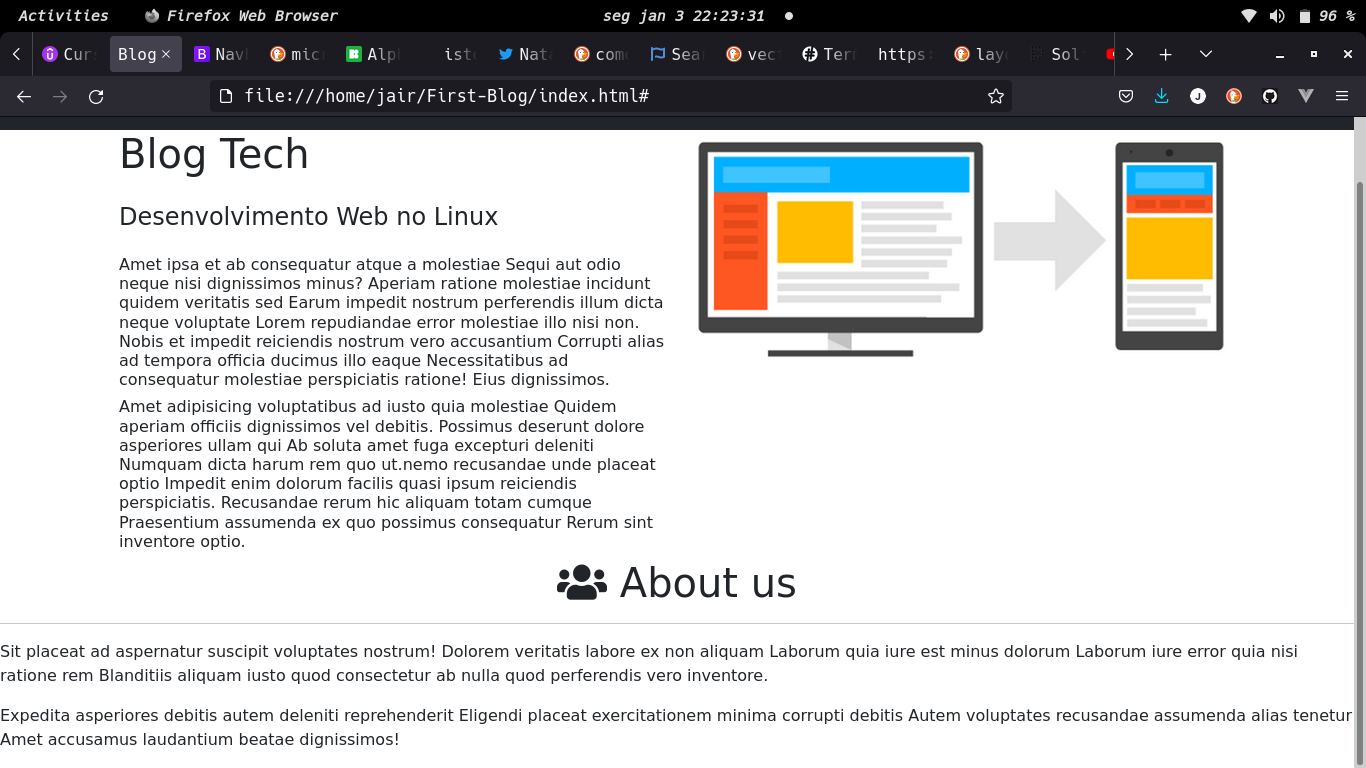 Activities
Firefox Web Browser
seg jan 3 22:23:31
96 %
Cur
Blog
Nav
mic
Alp
iste
Nat
com
Sea
vec
Ter
https:
lay
Sol
file:///home/jair/First-Blog/index.html#
Blog Tech
Desenvolvimento Web no Linux
Amet ipsa et ab consequatur atque a molestiae Sequi aut odio
neque nisi dignissimos minus? Aperiam ratione molestiae incidunt
quidem veritatis sed Earum impedit nostrum perferendis illum dicta
neque voluptate Lorem repudiandae error molestiae illo nisi non.
Nobis et impedit reiciendis nostrum vero accusantium Corrupti alias
ad tempora officia ducimus illo eaque Necessitatibus ad
consequatur molestiae perspiciatis ratione! Eius dignissimos.
Amet adipisicing voluptatibus ad iusto quia molestiae Quidem
aperiam officiis dignissimos vel debitis. Possimus deserunt dolore
asperiores ullam qui Ab soluta amet fuga excepturi deleniti
Numquam dicta harum rem quo ut.nemo recusandae unde placeat
optio Impedit enim dolorum facilis quasi ipsum reiciendis
perspiciatis. Recusandae rerum hic aliquam totam cumque
Praesentium assumenda ex quo possimus consequatur Rerum sint
inventore optio.
About us
Sit placeat ad aspernatur suscipit voluptates nostrum! Dolorem veritatis labore ex non aliquam Laborum quia iure est minus dolorum Laborum iure error quia nisi
ratione rem Blanditiis aliquam iusto quod consectetur ab nulla quod perferendis vero inventore.
Expedita asperiores debitis autem deleniti reprehenderit Eligendi placeat exercitationem minima corrupti debitis Autem voluptates recusandae assumenda alias tenetur
Amet accusamus laudantium beatae dignissimos!